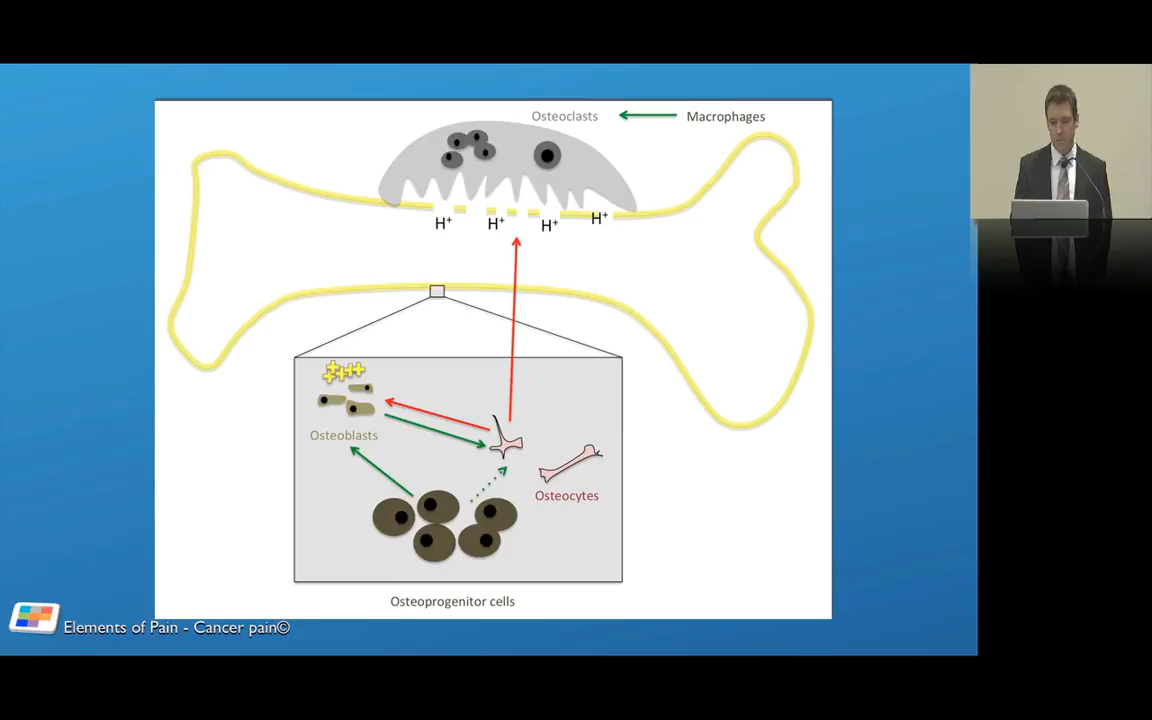 Osteoclasts
Macrophages
H⁺
H⁺
H⁺
H⁺
Osteoblasts
Osteocytes
Osteoprogenitor cells
Elements of Pain - Cancer pain©